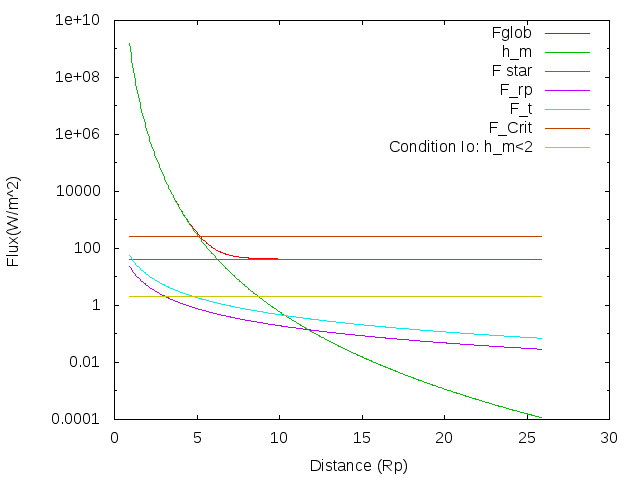 1e+10
1e+08
1e+06
10000
100
1
0.01
0.0001
Flux(W/m^2)
Fglob
h_m
F star
F_rp
F_t
F_Crit
Condition Io: h_m<2
0 5 10 15 20 25 30
Distance (Rp)